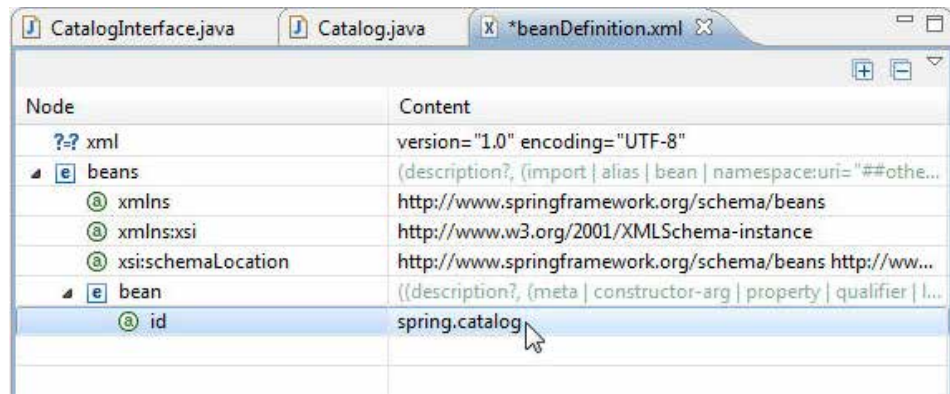 CatalogInterface.java Catalog.java *beanDefinition.xml
Node Content
?=? xml version="1.0" encoding="UTF-8"
e beans (description?, (import | alias | bean | namespace:uri="##othe...
a xmlns http://www.springframework.org/schema/beans
a xmlns:xsi http://www.w3.org/2001/XMLSchema-instance
a xsi:schemaLocation http://www.springframework.org/schema/beans http://ww...
e bean ((description?, (meta | constructor-arg | property | qualifier | l...
a id spring.catalog